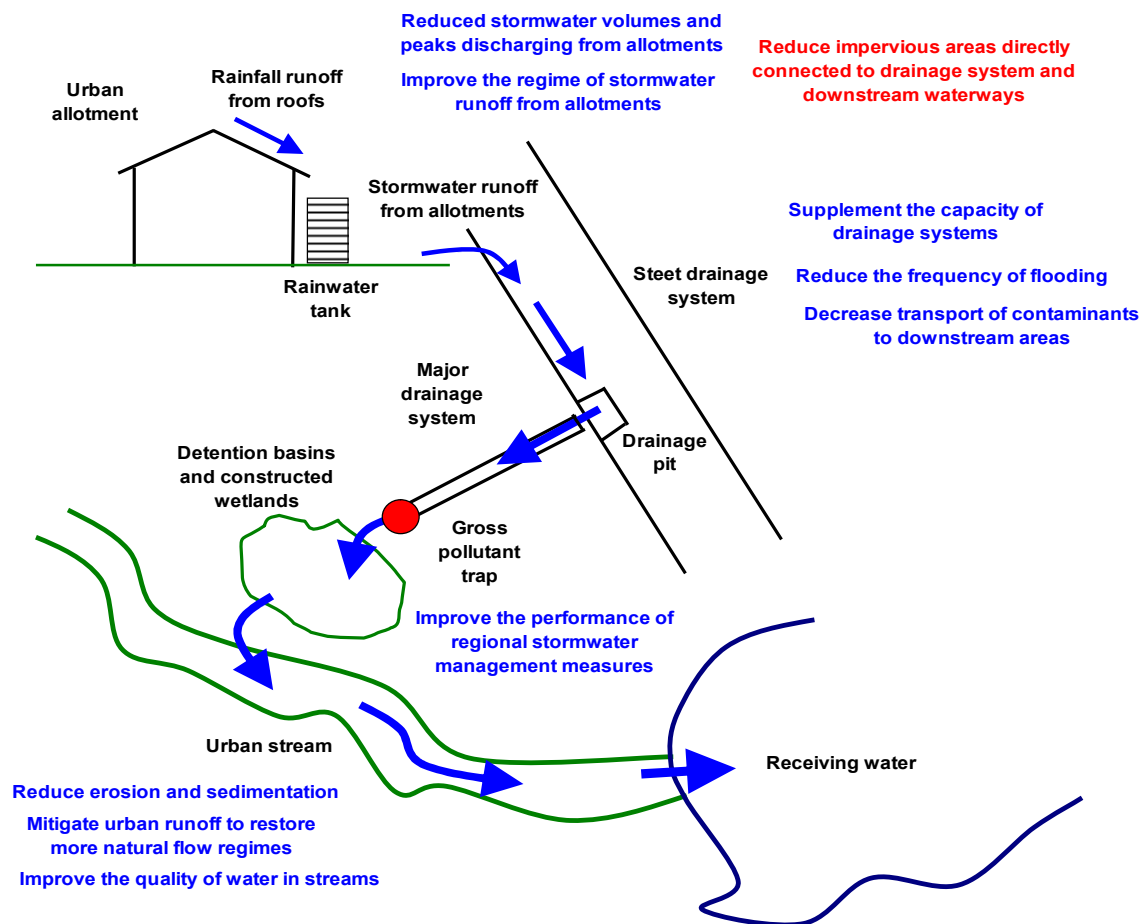 Reduced stormwater volumes and
peaks discharging from allotments
Improve the regime of stormwater
runoff from allotments
Reduce impervious areas directly
connected to drainage system and
downstream waterways
Urban
allotment
Rainfall runoff
from roofs
Stormwater runoff
from allotments
Supplement the capacity of
drainage systems
Reduce the frequency of flooding
Decrease transport of contaminants
to downstream areas
Steet drainage
system
Rainwater
tank
Major
drainage
system
Drainage
pit
Detention basins
and constructed
wetlands
Gross
pollutant
trap
Improve the performance of
regional stormwater
management measures
Urban stream
Receiving water
Reduce erosion and sedimentation
Mitigate urban runoff to restore
more natural flow regimes
Improve the quality of water in streams